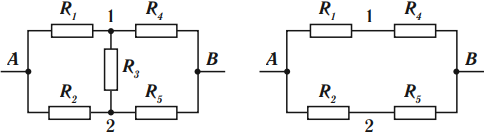 R₁ 1 R₄
A R₃ B
R₂ R₅
2
R₁ 1 R₄
A B
R₂ R₅
2